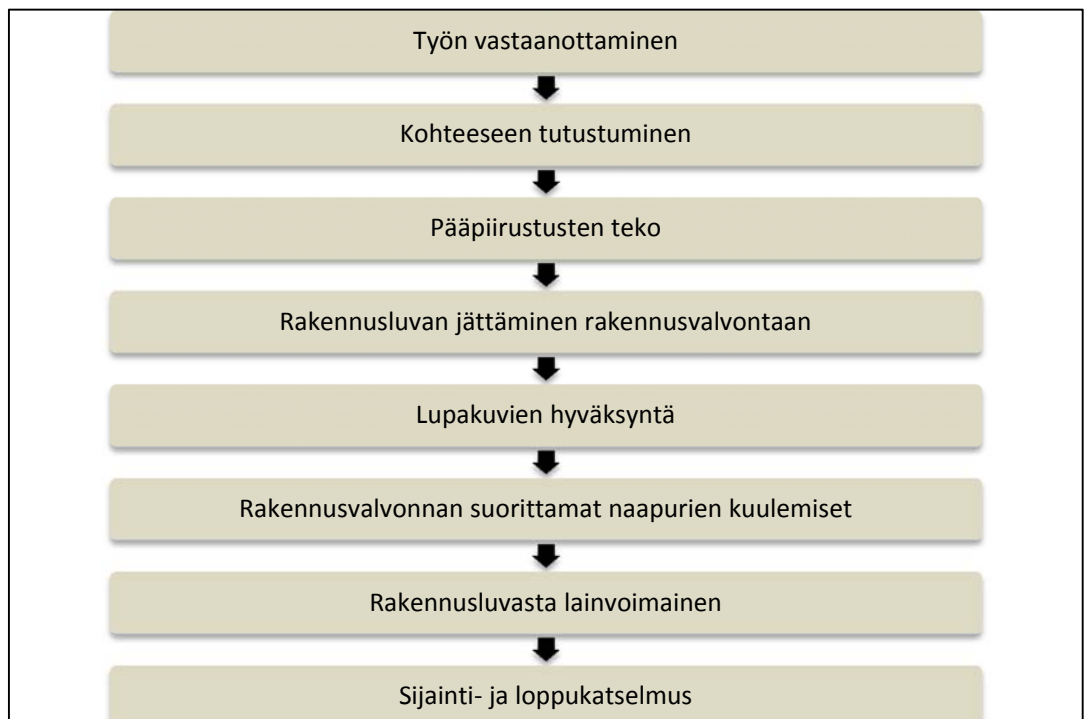 Työn vastaanottaminen
Kohteeseen tutustuminen
Pääpiirustusten teko
Rakennusluvan jättäminen rakennusvalvontaan
Lupakuvien hyväksyntä
Rakennusvalvonnan suorittamat naapurien kuulemiset
Rakennusluvasta lainvoimainen
Sijainti- ja loppukatselmus